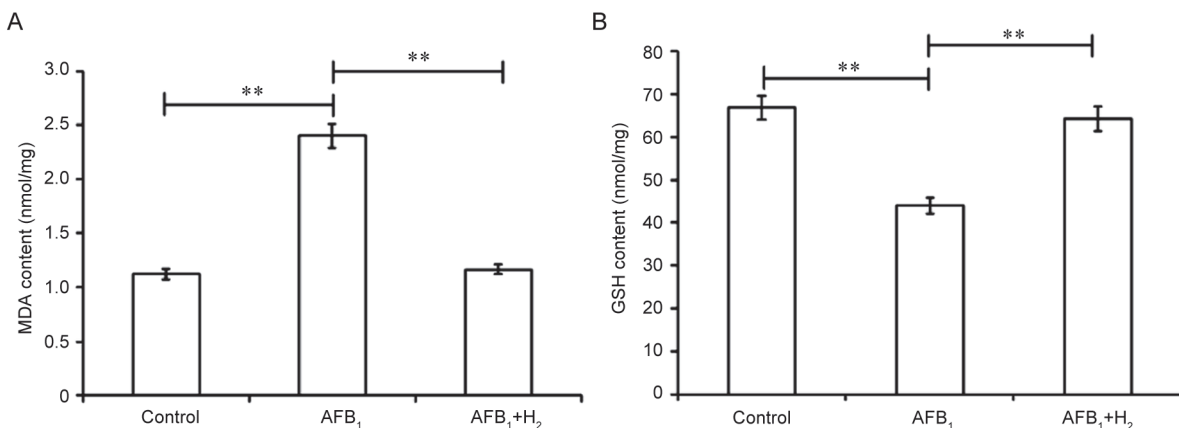 A
MDA content (nmol/mg)
3.0
2.5
2.0
1.5
1.0
0.5
0
**
**
Control
AFB₁
AFB₁+H₂
B
GSH content (nmol/mg)
80
70
60
50
40
30
20
10
0
**
**
Control
AFB₁
AFB₁+H₂